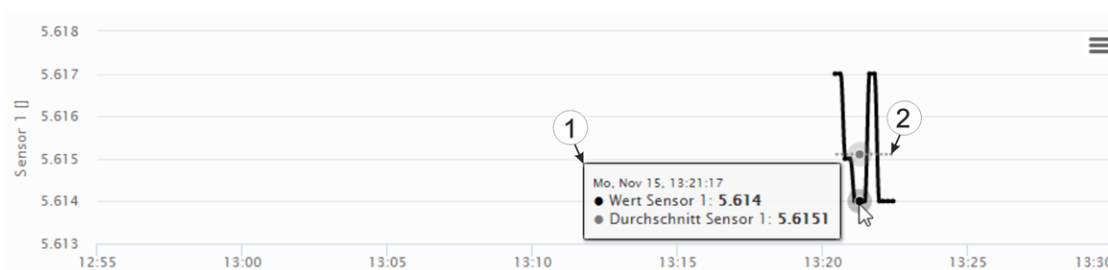 5.618
5.617
5.616
5.615
5.614
5.613
Sensor 1 []
1
2
Mo, Nov 15, 13:21:17
Wert Sensor 1: 5.614
Durchschnitt Sensor 1: 5.6151
12:55 13:00 13:05 13:10 13:15 13:20 13:25 13:30